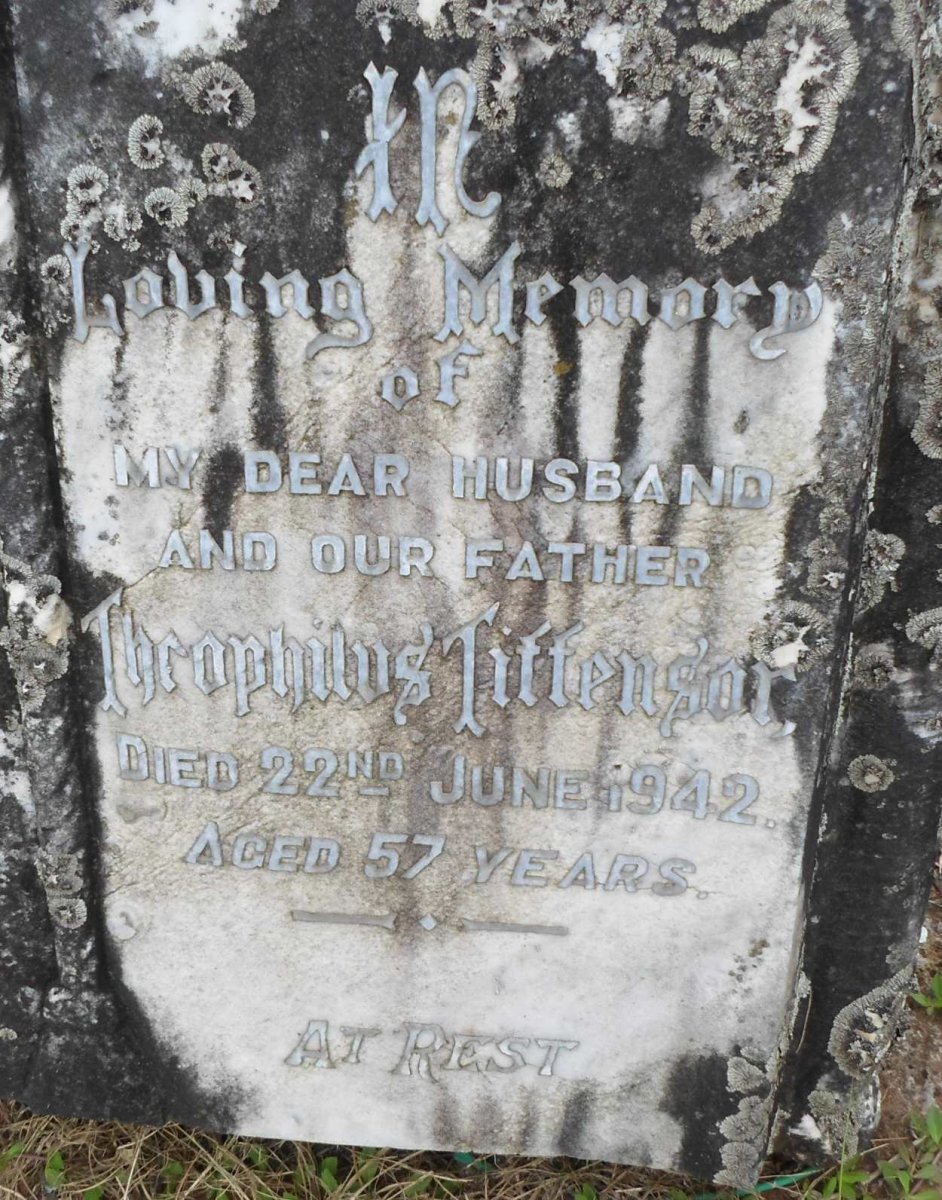 In
Loving Memory
of
MY DEAR HUSBAND
AND OUR FATHER
Theophilus Tittensor,
DIED 22ND JUNE 1942.
AGED 57 YEARS.
AT REST